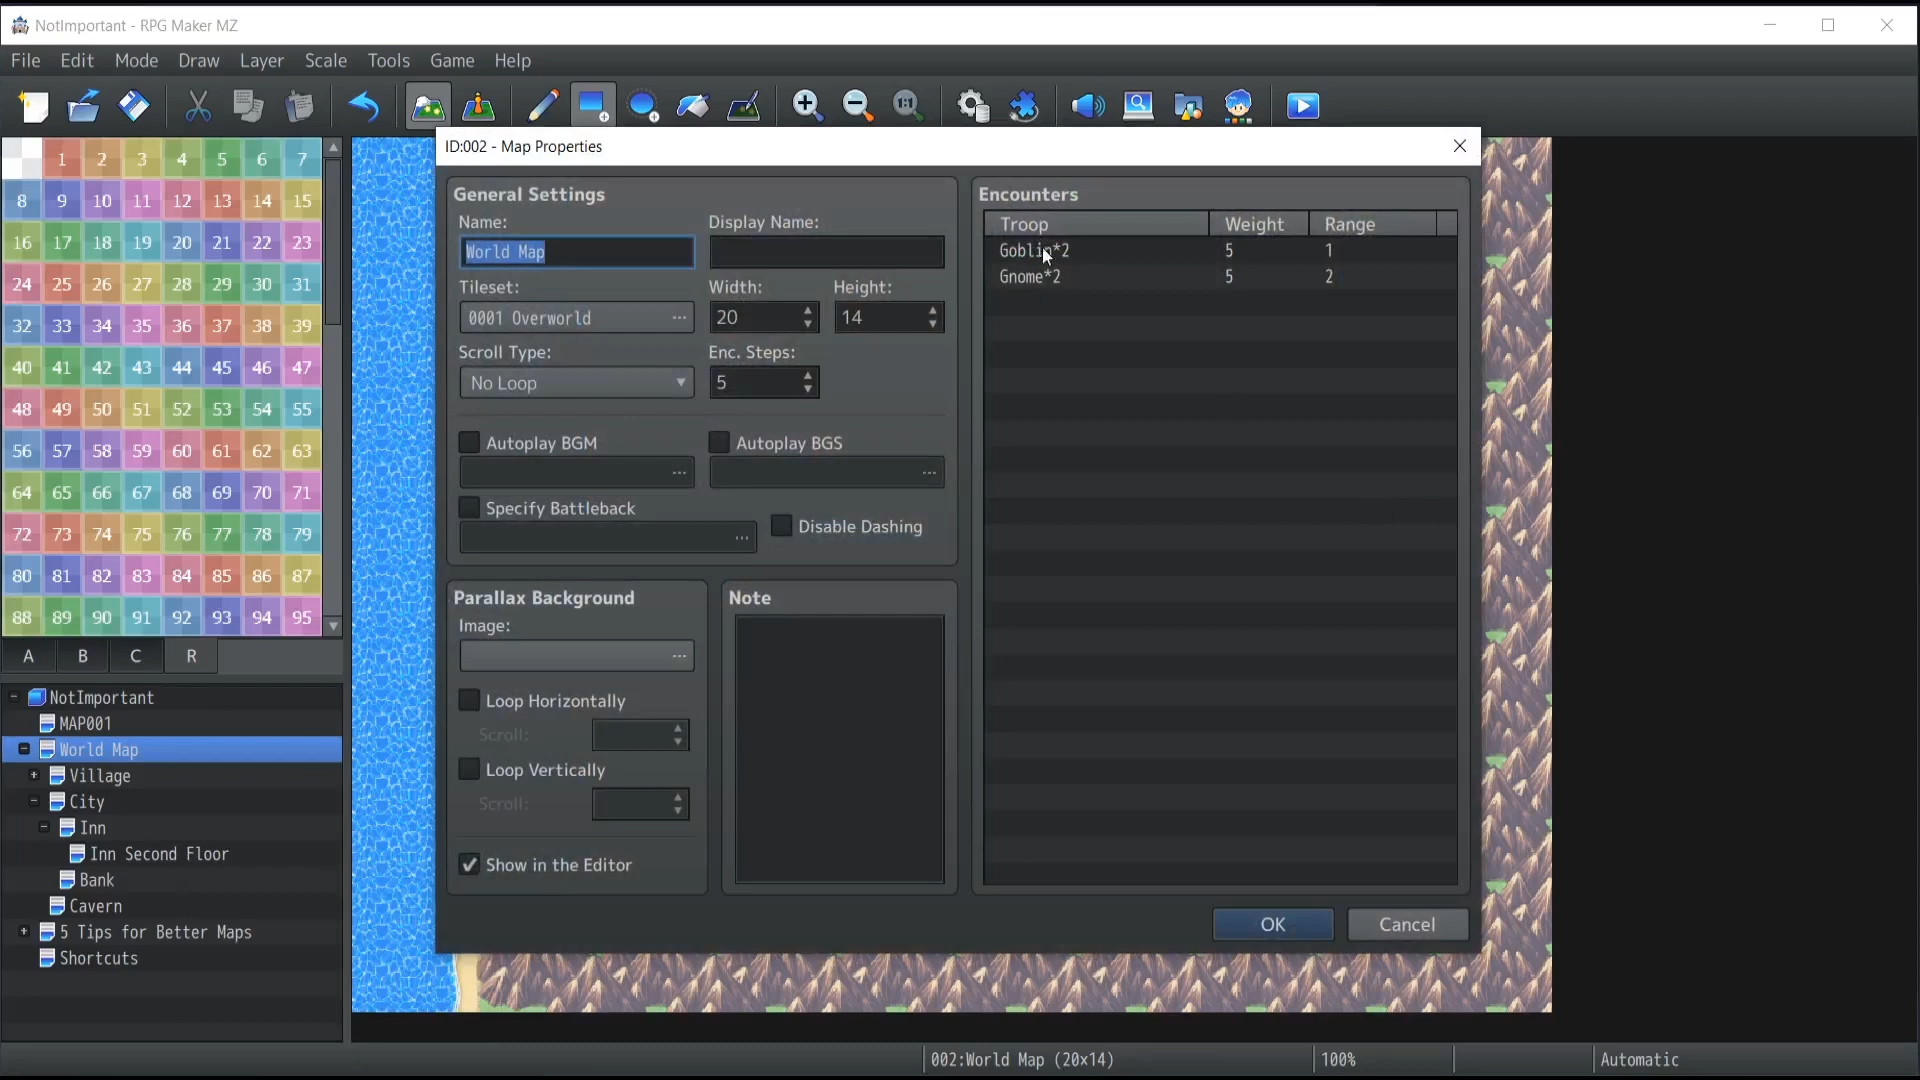 NotImportant - RPG Maker MZ
File Edit Mode Draw Layer Scale Tools Game Help
1:1
1 2 3 4 5 6 7
8 9 10 11 12 13 14 15
16 17 18 19 20 21 22 23
24 25 26 27 28 29 30 31
32 33 34 35 36 37 38 39
40 41 42 43 44 45 46 47
48 49 50 51 52 53 54 55
56 57 58 59 60 61 62 63
64 65 66 67 68 69 70 71
72 73 74 75 76 77 78 79
80 81 82 83 84 85 86 87
88 89 90 91 92 93 94 95
A B C R
NotImportant
MAP001
World Map
Village
City
Inn
Inn Second Floor
Bank
Cavern
5 Tips for Better Maps
Shortcuts
ID:002 - Map Properties
General Settings
Name: Display Name:
World Map
Tileset: Width: Height:
0001 Overworld ... 20 14
Scroll Type: Enc. Steps:
No Loop 5
Autoplay BGM Autoplay BGS
... ...
Specify Battleback
Disable Dashing
...
Parallax Background
Image:
...
Loop Horizontally
Scroll:
Loop Vertically
Scroll:
Show in the Editor
Note
Encounters
Troop Weight Range
Goblin*2 5 1
Gnome*2 5 2
OK Cancel
002:World Map (20x14) 100% Automatic